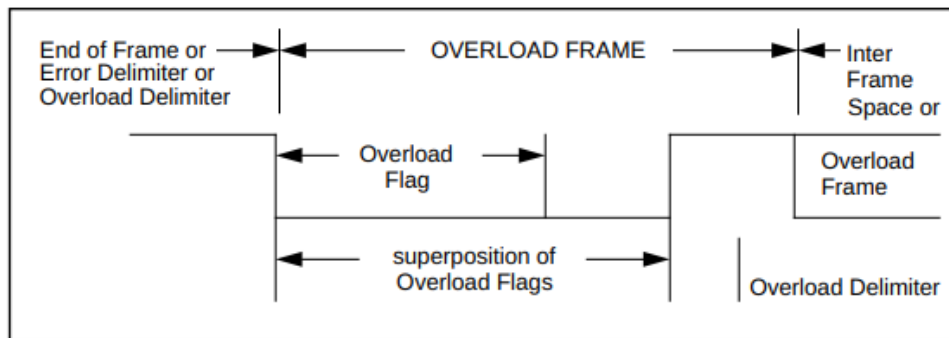 End of Frame or
Error Delimiter or
Overload Delimiter
OVERLOAD FRAME
Inter
Frame
Space or
Overload
Flag
Overload
Frame
superposition of
Overload Flags
Overload Delimiter